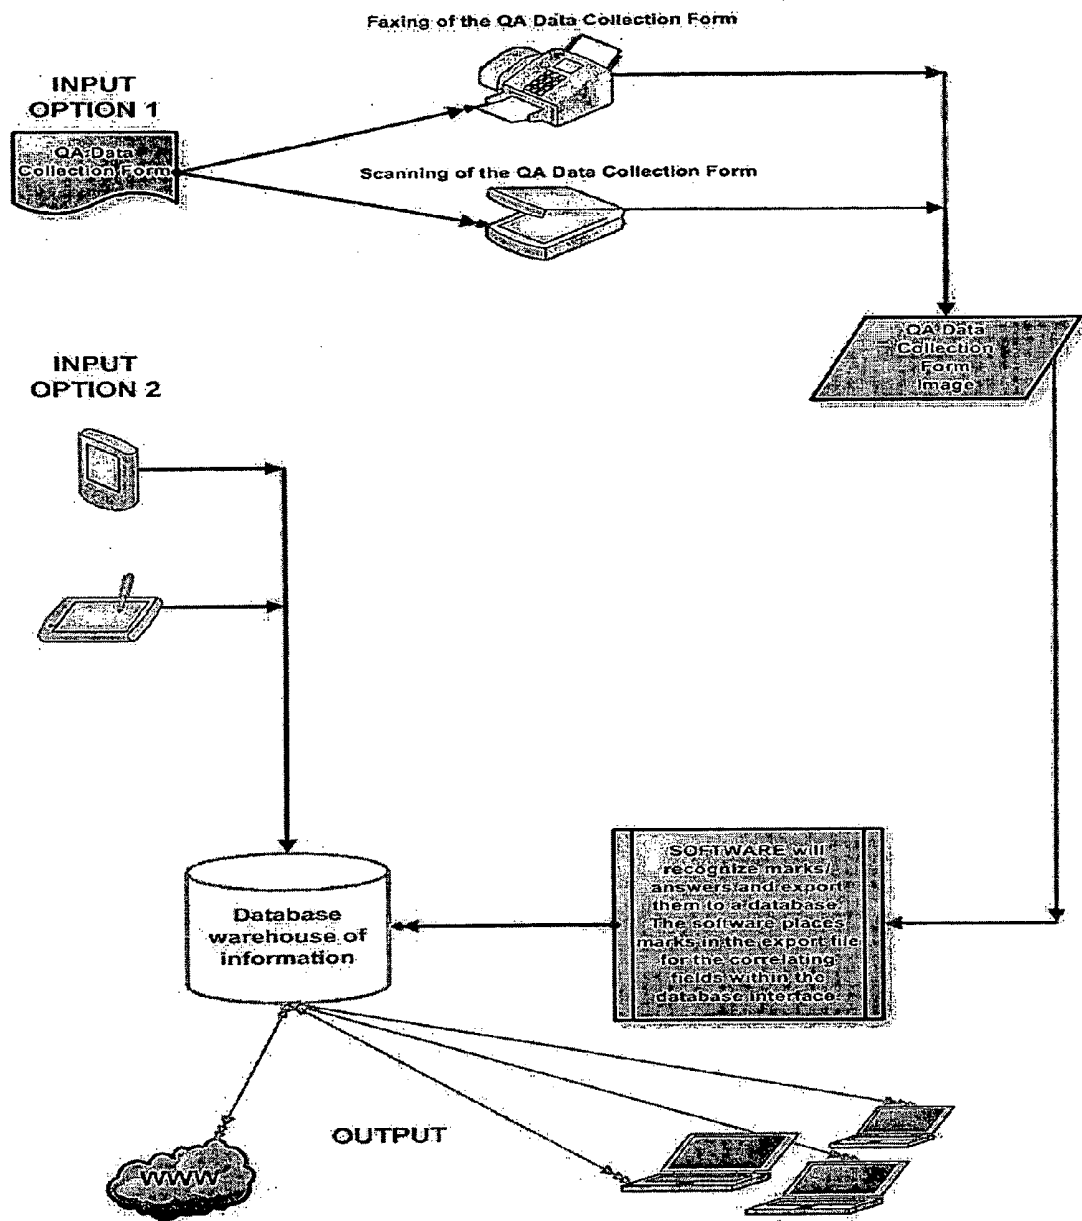 Faxing of the QA Data Collection Form
INPUT
OPTION 1
QA Data
Collection Form
Scanning of the QA Data Collection Form
QA Data
Collection
Form
Image
INPUT
OPTION 2
SOFTWARE will
recognize marks/
answers and export
them to a database.
The software places
marks in the export file
for the correlating
fields within the
database interface
Database
warehouse of
information
OUTPUT
WWW